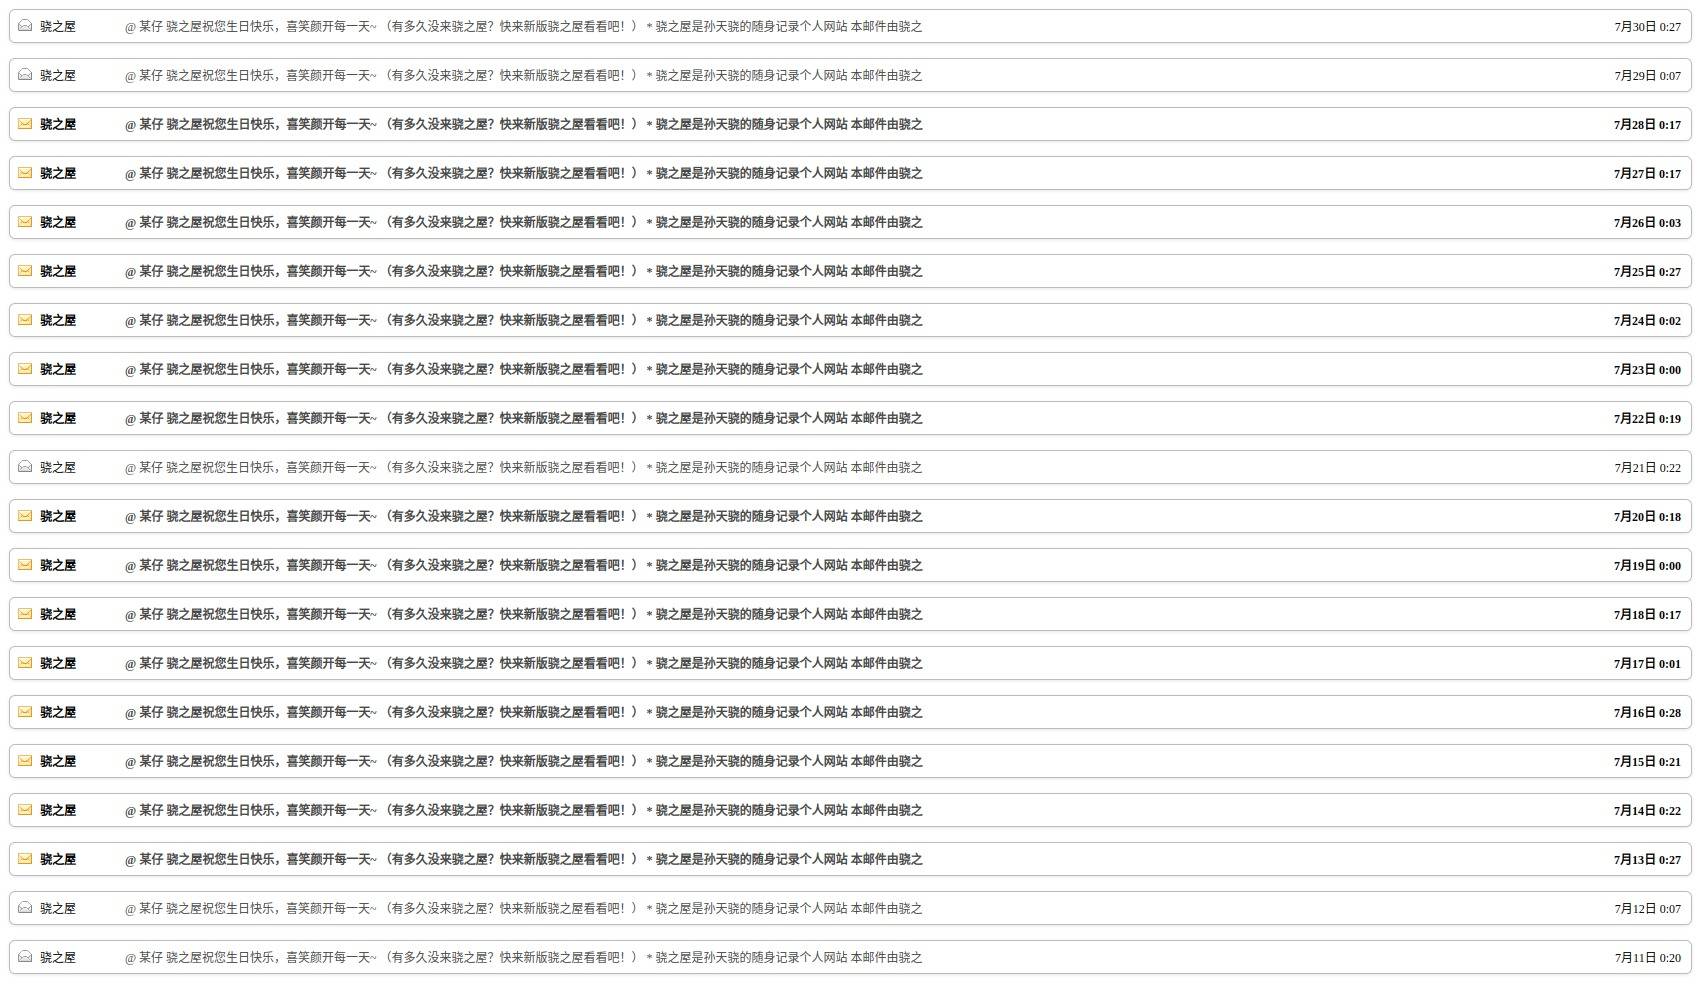 骁之屋 @ 某仔 骁之屋祝您生日快乐，喜笑颜开每一天~ （有多久没来骁之屋？快来新版骁之屋看看吧！） * 骁之屋是孙天骁的随身记录个人网站 本邮件由骁之 7月30日 0:27
骁之屋 @ 某仔 骁之屋祝您生日快乐，喜笑颜开每一天~ （有多久没来骁之屋？快来新版骁之屋看看吧！） * 骁之屋是孙天骁的随身记录个人网站 本邮件由骁之 7月29日 0:07
骁之屋 @ 某仔 骁之屋祝您生日快乐，喜笑颜开每一天~ （有多久没来骁之屋？快来新版骁之屋看看吧！） * 骁之屋是孙天骁的随身记录个人网站 本邮件由骁之 7月28日 0:17
骁之屋 @ 某仔 骁之屋祝您生日快乐，喜笑颜开每一天~ （有多久没来骁之屋？快来新版骁之屋看看吧！） * 骁之屋是孙天骁的随身记录个人网站 本邮件由骁之 7月27日 0:17
骁之屋 @ 某仔 骁之屋祝您生日快乐，喜笑颜开每一天~ （有多久没来骁之屋？快来新版骁之屋看看吧！） * 骁之屋是孙天骁的随身记录个人网站 本邮件由骁之 7月26日 0:03
骁之屋 @ 某仔 骁之屋祝您生日快乐，喜笑颜开每一天~ （有多久没来骁之屋？快来新版骁之屋看看吧！） * 骁之屋是孙天骁的随身记录个人网站 本邮件由骁之 7月25日 0:27
骁之屋 @ 某仔 骁之屋祝您生日快乐，喜笑颜开每一天~ （有多久没来骁之屋？快来新版骁之屋看看吧！） * 骁之屋是孙天骁的随身记录个人网站 本邮件由骁之 7月24日 0:02
骁之屋 @ 某仔 骁之屋祝您生日快乐，喜笑颜开每一天~ （有多久没来骁之屋？快来新版骁之屋看看吧！） * 骁之屋是孙天骁的随身记录个人网站 本邮件由骁之 7月23日 0:00
骁之屋 @ 某仔 骁之屋祝您生日快乐，喜笑颜开每一天~ （有多久没来骁之屋？快来新版骁之屋看看吧！） * 骁之屋是孙天骁的随身记录个人网站 本邮件由骁之 7月22日 0:19
骁之屋 @ 某仔 骁之屋祝您生日快乐，喜笑颜开每一天~ （有多久没来骁之屋？快来新版骁之屋看看吧！） * 骁之屋是孙天骁的随身记录个人网站 本邮件由骁之 7月21日 0:22
骁之屋 @ 某仔 骁之屋祝您生日快乐，喜笑颜开每一天~ （有多久没来骁之屋？快来新版骁之屋看看吧！） * 骁之屋是孙天骁的随身记录个人网站 本邮件由骁之 7月20日 0:18
骁之屋 @ 某仔 骁之屋祝您生日快乐，喜笑颜开每一天~ （有多久没来骁之屋？快来新版骁之屋看看吧！） * 骁之屋是孙天骁的随身记录个人网站 本邮件由骁之 7月19日 0:00
骁之屋 @ 某仔 骁之屋祝您生日快乐，喜笑颜开每一天~ （有多久没来骁之屋？快来新版骁之屋看看吧！） * 骁之屋是孙天骁的随身记录个人网站 本邮件由骁之 7月18日 0:17
骁之屋 @ 某仔 骁之屋祝您生日快乐，喜笑颜开每一天~ （有多久没来骁之屋？快来新版骁之屋看看吧！） * 骁之屋是孙天骁的随身记录个人网站 本邮件由骁之 7月17日 0:01
骁之屋 @ 某仔 骁之屋祝您生日快乐，喜笑颜开每一天~ （有多久没来骁之屋？快来新版骁之屋看看吧！） * 骁之屋是孙天骁的随身记录个人网站 本邮件由骁之 7月16日 0:28
骁之屋 @ 某仔 骁之屋祝您生日快乐，喜笑颜开每一天~ （有多久没来骁之屋？快来新版骁之屋看看吧！） * 骁之屋是孙天骁的随身记录个人网站 本邮件由骁之 7月15日 0:21
骁之屋 @ 某仔 骁之屋祝您生日快乐，喜笑颜开每一天~ （有多久没来骁之屋？快来新版骁之屋看看吧！） * 骁之屋是孙天骁的随身记录个人网站 本邮件由骁之 7月14日 0:22
骁之屋 @ 某仔 骁之屋祝您生日快乐，喜笑颜开每一天~ （有多久没来骁之屋？快来新版骁之屋看看吧！） * 骁之屋是孙天骁的随身记录个人网站 本邮件由骁之 7月13日 0:27
骁之屋 @ 某仔 骁之屋祝您生日快乐，喜笑颜开每一天~ （有多久没来骁之屋？快来新版骁之屋看看吧！） * 骁之屋是孙天骁的随身记录个人网站 本邮件由骁之 7月12日 0:07
骁之屋 @ 某仔 骁之屋祝您生日快乐，喜笑颜开每一天~ （有多久没来骁之屋？快来新版骁之屋看看吧！） * 骁之屋是孙天骁的随身记录个人网站 本邮件由骁之 7月11日 0:20